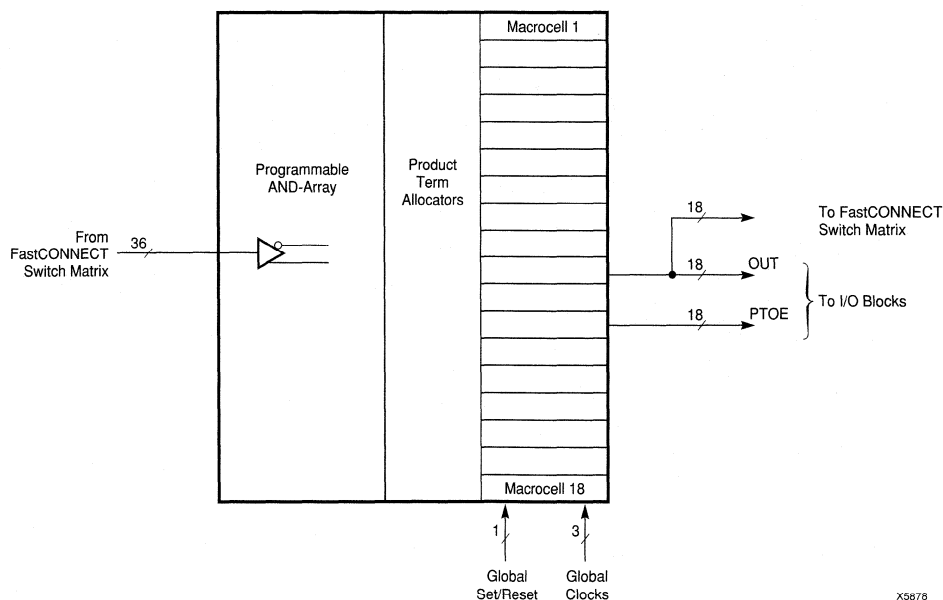 Macrocell 1
Programmable
AND-Array
Product
Term
Allocators
From
FastCONNECT
Switch Matrix
36
18
To FastCONNECT
Switch Matrix
18
OUT
To I/O Blocks
18
PTOE
Macrocell 18
1
3
Global
Set/Reset
Global
Clocks
X5878